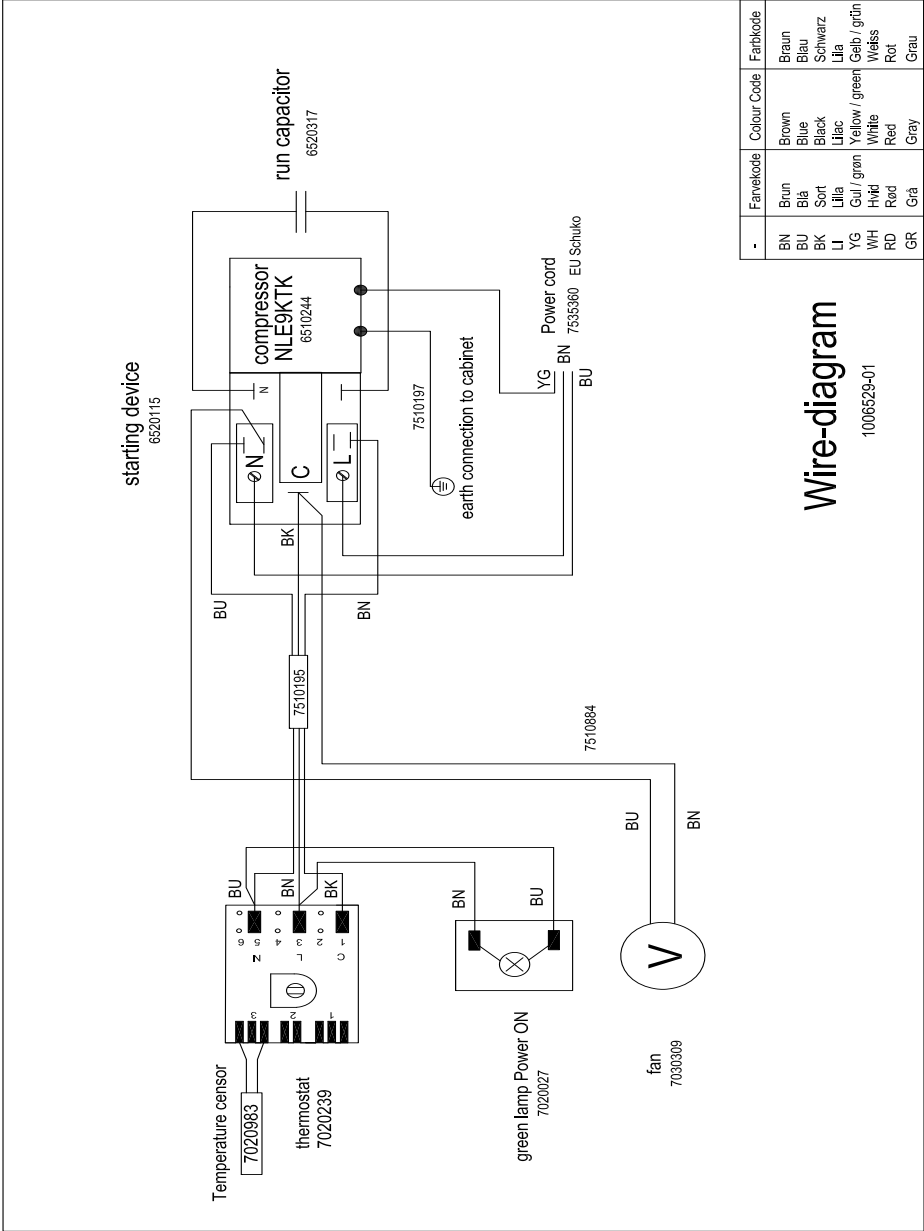 starting device
6520115
run capacitor
6520317
compressor
NLE9KTK
6510244
N
N
C
L
BK
BU
BN
7510195
7510197
earth connection to cabinet
Power cord
7535360 EU Schuko
YG
BN
BU
Temperature censor
7020983
thermostat
7020239
3
2
1
6
5
4
3
2
1
N
L
C
BU
BN
BK
green lamp Power ON
7020027
BN
BU
fan
7030309
V
BU
BN
7510884
Wire-diagram
1006529-01
- Farvekode Colour Code Farbkode
BN Brun Brown Braun
BU Blå Blue Blau
BK Sort Black Schwarz
LI Lilla Lilac Lila
YG Gul / grøn Yellow / green Gelb / grün
WH Hvid White Weiss
RD Rød Red Rot
GR Grå Gray Grau